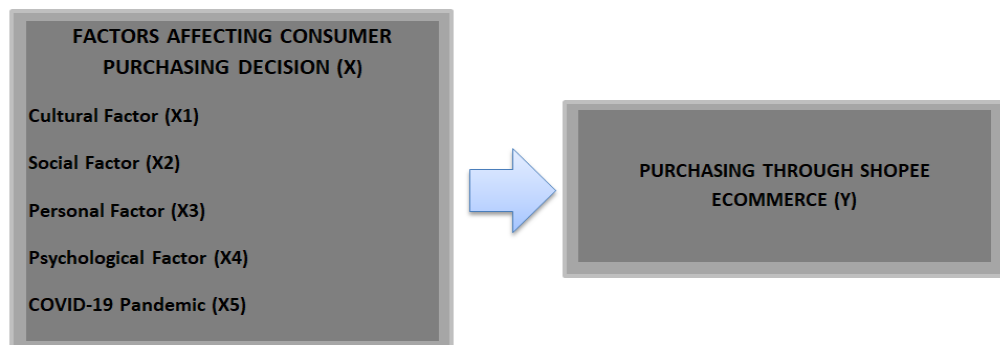 FACTORS AFFECTING CONSUMER
PURCHASING DECISION (X)
Cultural Factor (X1)
Social Factor (X2)
Personal Factor (X3)
Psychological Factor (X4)
COVID-19 Pandemic (X5)
PURCHASING THROUGH SHOPEE
ECOMMERCE (Y)